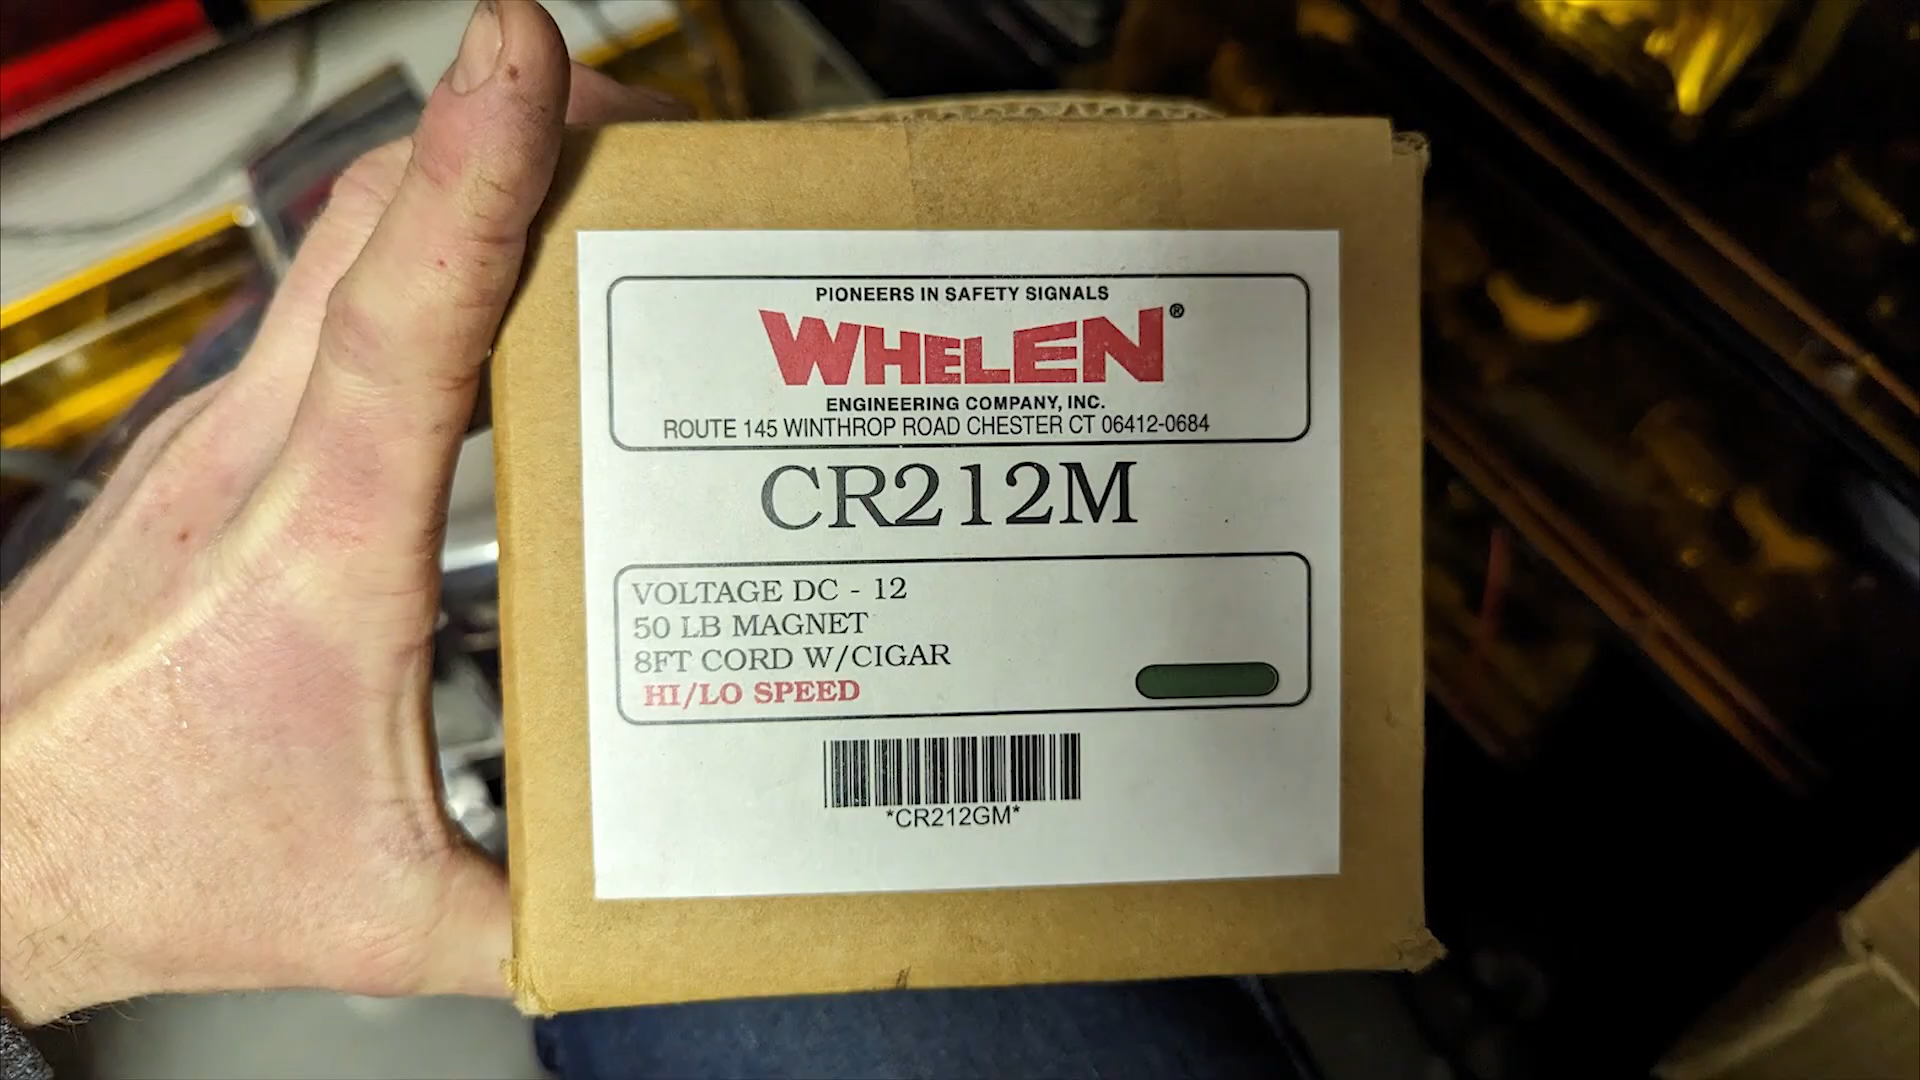 PIONEERS IN SAFETY SIGNALS
WHELEN®
ENGINEERING COMPANY, INC.
ROUTE 145 WINTHROP ROAD CHESTER CT 06412-0684
CR212M
VOLTAGE DC - 12
50 LB MAGNET
8FT CORD W/CIGAR
HI/LO SPEED
*CR212GM*